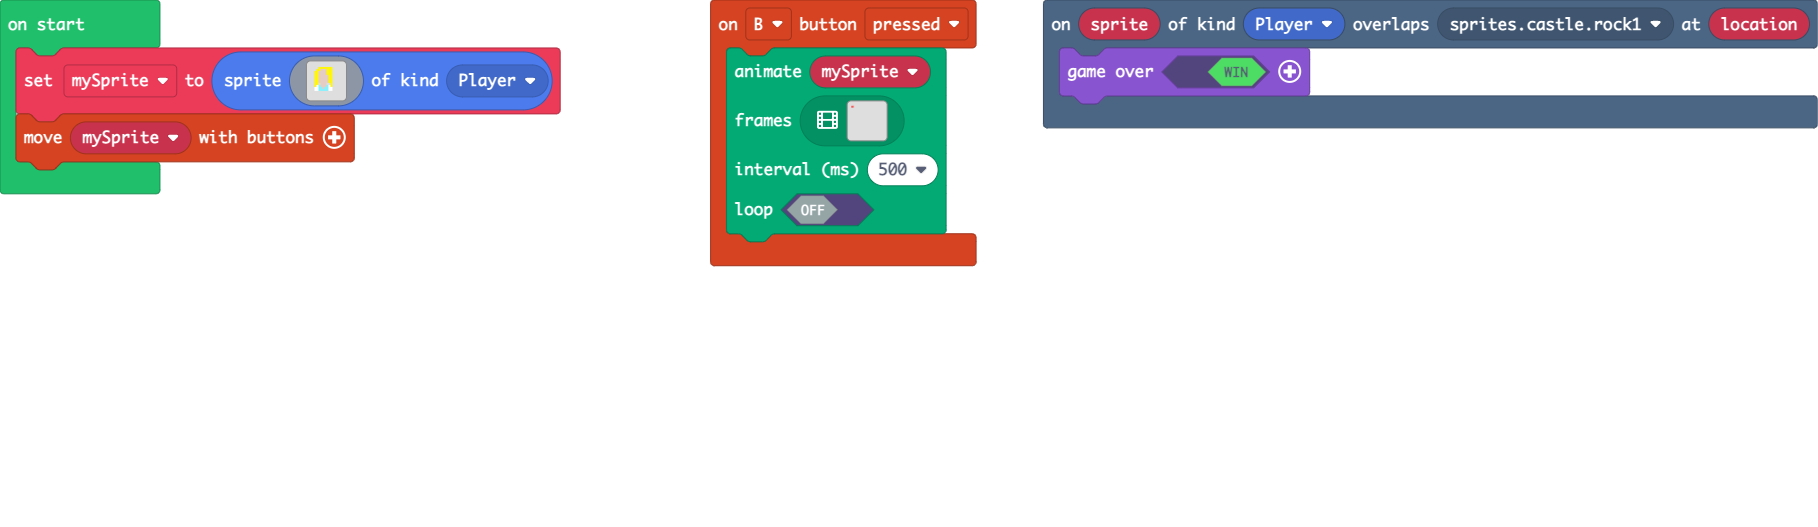 on start
set mySprite to sprite of kind Player
move mySprite with buttons
on B button pressed
animate mySprite
frames
interval (ms) 500
loop OFF
on sprite of kind Player overlaps sprites.castle.rock1 at location
game over WIN